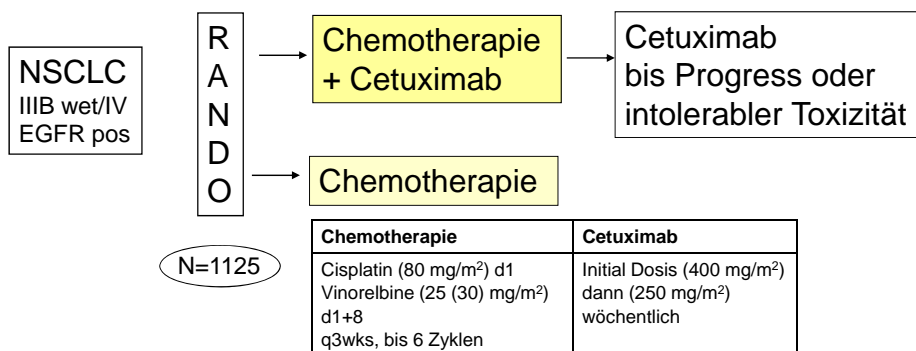 NSCLC
IIIB wet/IV
EGFR pos
R
A
N
D
O
Chemotherapie
+ Cetuximab
Cetuximab
bis Progress oder
intolerabler Toxizität
Chemotherapie
N=1125
Chemotherapie
Cisplatin (80 mg/m²) d1
Vinorelbine (25 (30) mg/m²)
d1+8
q3wks, bis 6 Zyklen
Cetuximab
Initial Dosis (400 mg/m²)
dann (250 mg/m²)
wöchentlich